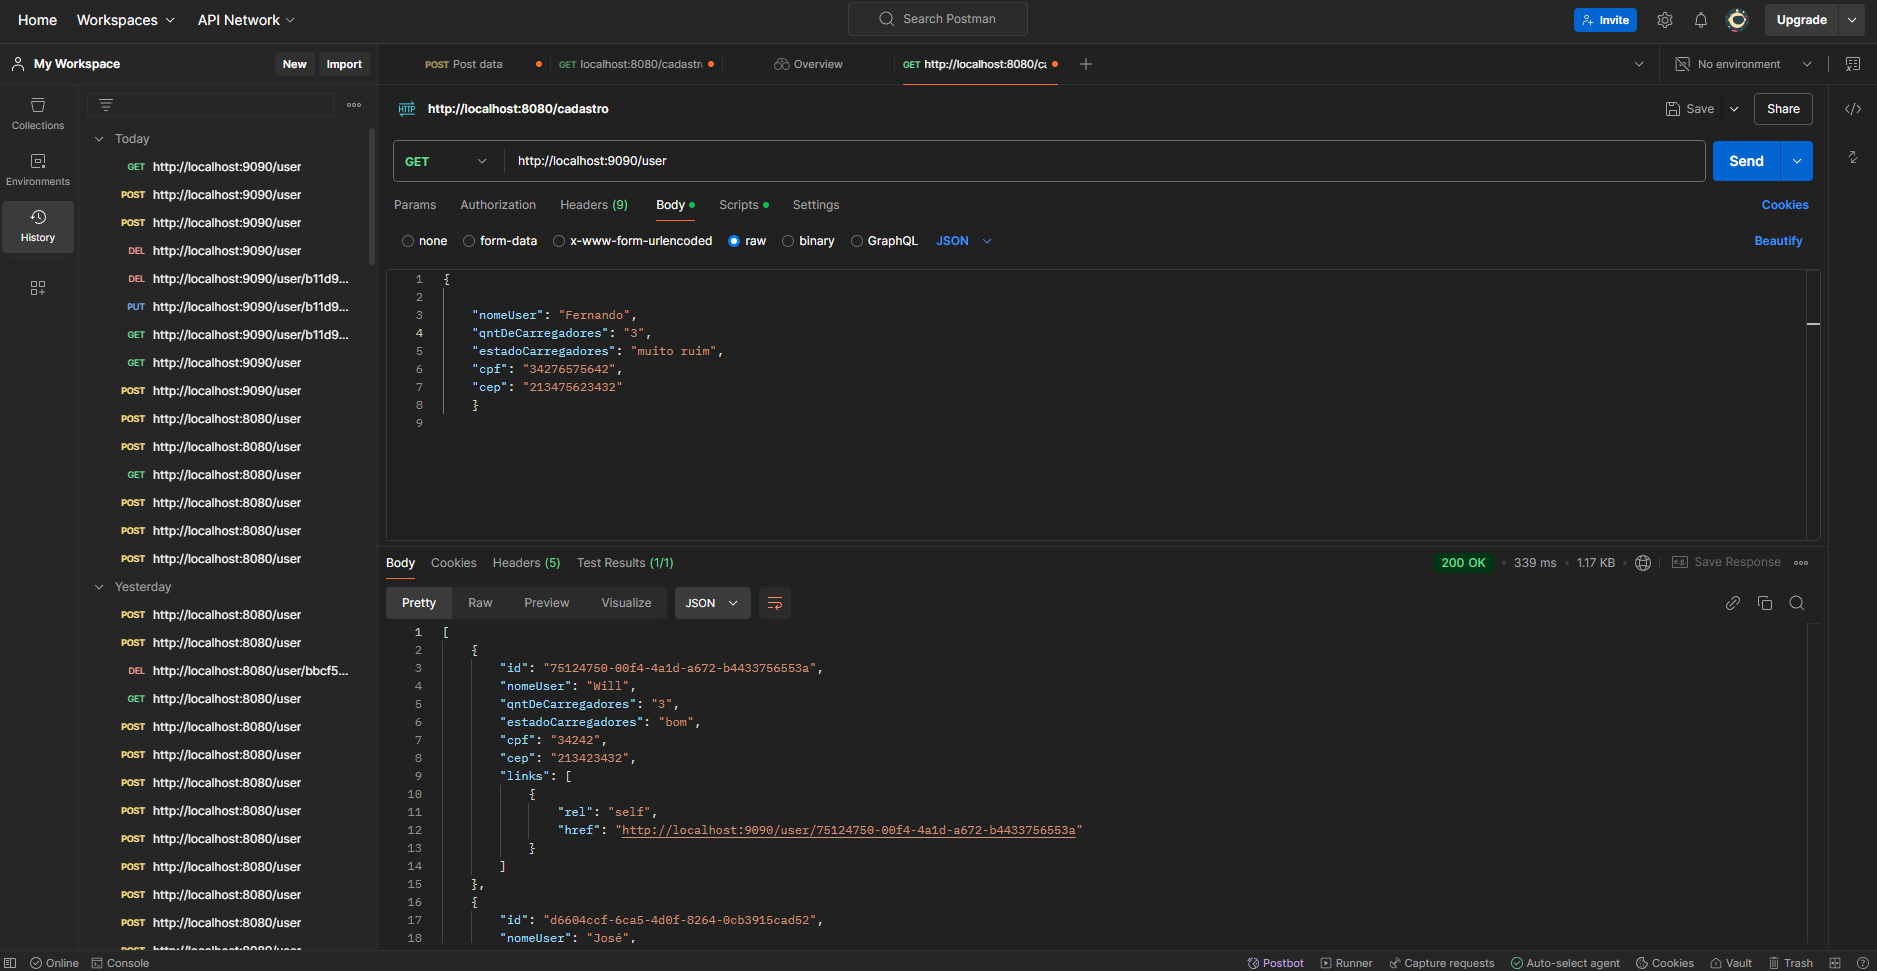 Home Workspaces API Network Search Postman Invite Upgrade
My Workspace New Import POST Post data GET localhost:8080/cadastr Overview GET http://localhost:8080/ca No environment
HTTP http://localhost:8080/cadastro Save Share
Collections
Environments
History
Today
GET http://localhost:9090/user
POST http://localhost:9090/user
POST http://localhost:9090/user
DEL http://localhost:9090/user
DEL http://localhost:9090/user/b11d9...
PUT http://localhost:9090/user/b11d9...
GET http://localhost:9090/user/b11d9...
GET http://localhost:9090/user
POST http://localhost:9090/user
POST http://localhost:8080/user
POST http://localhost:8080/user
GET http://localhost:8080/user
POST http://localhost:8080/user
POST http://localhost:8080/user
POST http://localhost:8080/user
Yesterday
POST http://localhost:8080/user
POST http://localhost:8080/user
DEL http://localhost:8080/user/bbcf5...
GET http://localhost:8080/user
POST http://localhost:8080/user
POST http://localhost:8080/user
POST http://localhost:8080/user
POST http://localhost:8080/user
POST http://localhost:8080/user
POST http://localhost:8080/user
POST http://localhost:8080/user
POST http://localhost:8080/user
POST http://localhost:8080/user
GET http://localhost:9090/user Send
Params Authorization Headers (9) Body Scripts Settings Cookies
none form-data x-www-form-urlencoded raw binary GraphQL JSON Beautify
1 {
2
3 "nomeUser": "Fernando",
4 "qntDeCarregadores": "3",
5 "estadoCarregadores": "muito ruim",
6 "cpf": "34276575642",
7 "cep": "213475623432"
8 }
9
Body Cookies Headers (5) Test Results (1/1) 200 OK 339 ms 1.17 KB e.g. Save Response
Pretty Raw Preview Visualize JSON
1 [
2 {
3 "id": "75124750-00f4-4a1d-a672-b4433756553a",
4 "nomeUser": "Will",
5 "qntDeCarregadores": "3",
6 "estadoCarregadores": "bom",
7 "cpf": "34242",
8 "cep": "213423432",
9 "links": [
10 {
11 "rel": "self",
12 "href": "http://localhost:9090/user/75124750-00f4-4a1d-a672-b4433756553a"
13 }
14 ]
15 },
16 {
17 "id": "d6604ccf-6ca5-4d0f-8264-0cb3915cad52",
18 "nomeUser": "José",
Online Console Postbot Runner Capture requests Auto-select agent Cookies Vault Trash